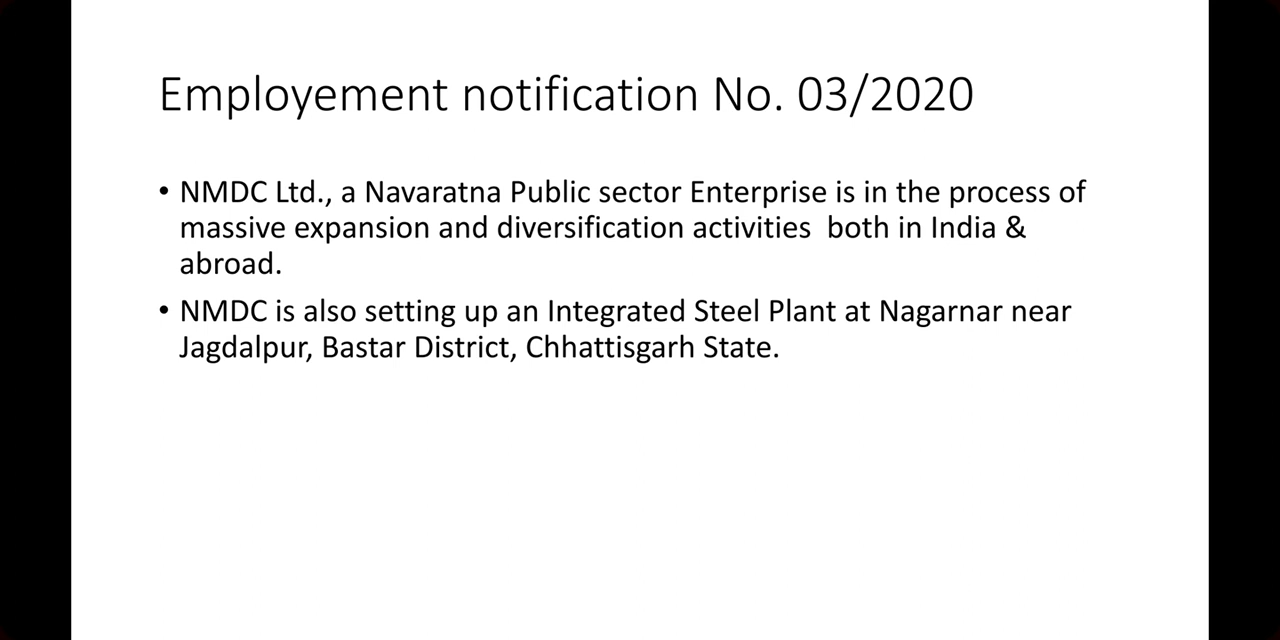 Employement notification No. 03/2020
• NMDC Ltd., a Navaratna Public sector Enterprise is in the process of
massive expansion and diversification activities  both in India &
abroad.
• NMDC is also setting up an Integrated Steel Plant at Nagarnar near
Jagdalpur, Bastar District, Chhattisgarh State.